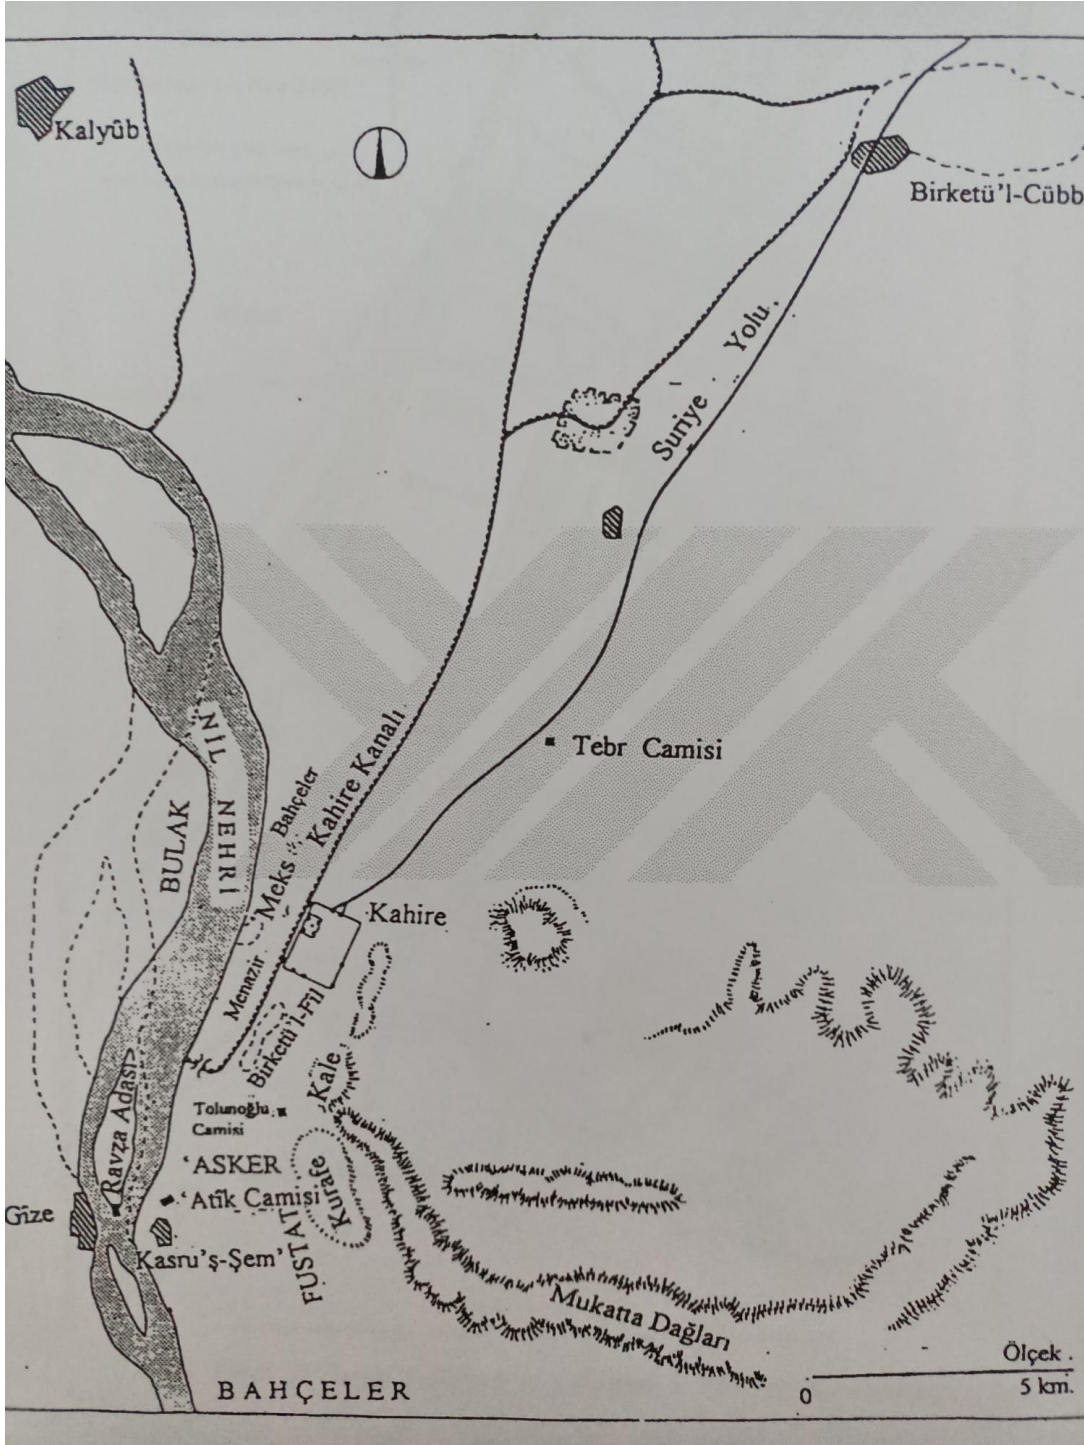 Kalyûb
Birketü'l-Cübb
Suriye Yolu
Tebr Camisi
NİL NEHRİ
BULAK
Bahçeler
Kahire Kanalı
Meks
Kahire
Menazir
Birketü'l-Fil
Kale
Ravza Adası
Tolunoğlu
Camisi
'ASKER
'Atîk Camisi
Kurafe
FUSTAT
Gîze
Kasru'ş-Şem'
Mukatta Dağları
BAHÇELER
Ölçek
0
5 km.